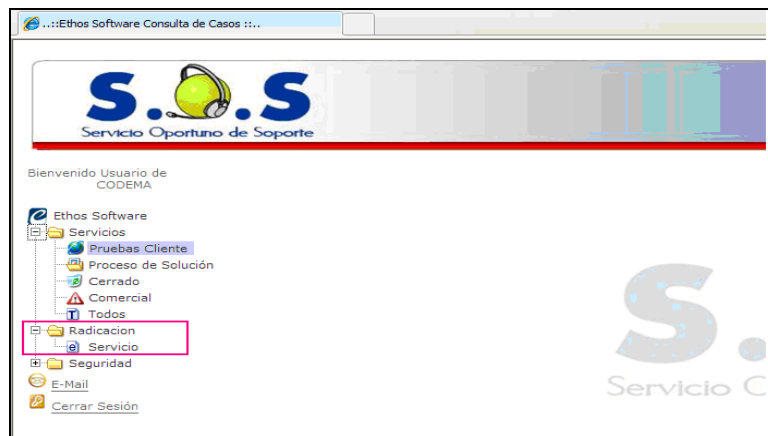 ..::Ethos Software Consulta de Casos ::..
S.O.S
Servicio Oportuno de Soporte
Bienvenido Usuario de
CODEMA
Ethos Software
Servicios
Pruebas Cliente
Proceso de Solución
Cerrado
Comercial
Todos
Radicacion
Servicio
Seguridad
E-Mail
Cerrar Sesión
S.
Servicio